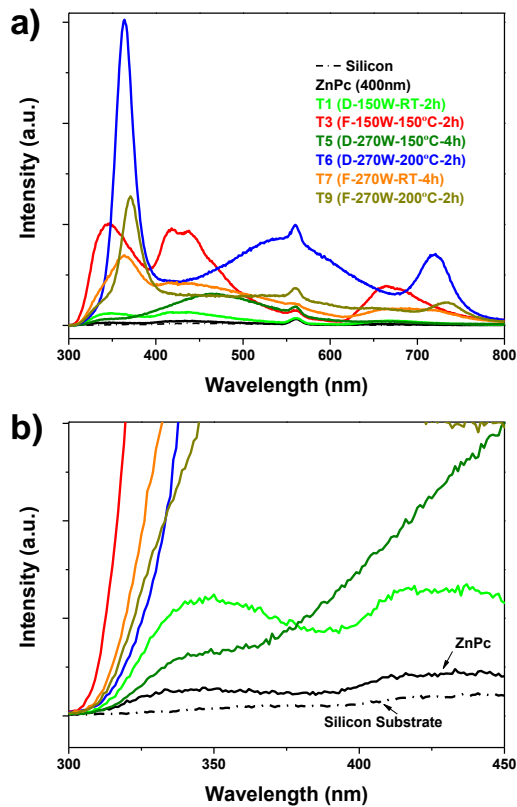 a)
Intensity (a.u.)
Silicon
ZnPc (400nm)
T1 (D-150W-RT-2h)
T3 (F-150W-150ºC-2h)
T5 (D-270W-150ºC-4h)
T6 (D-270W-200ºC-2h)
T7 (F-270W-RT-4h)
T9 (F-270W-200ºC-2h)
300 400 500 600 700 800
Wavelength (nm)
b)
Intensity (a.u.)
ZnPc
Silicon Substrate
300 350 400 450
Wavelength (nm)